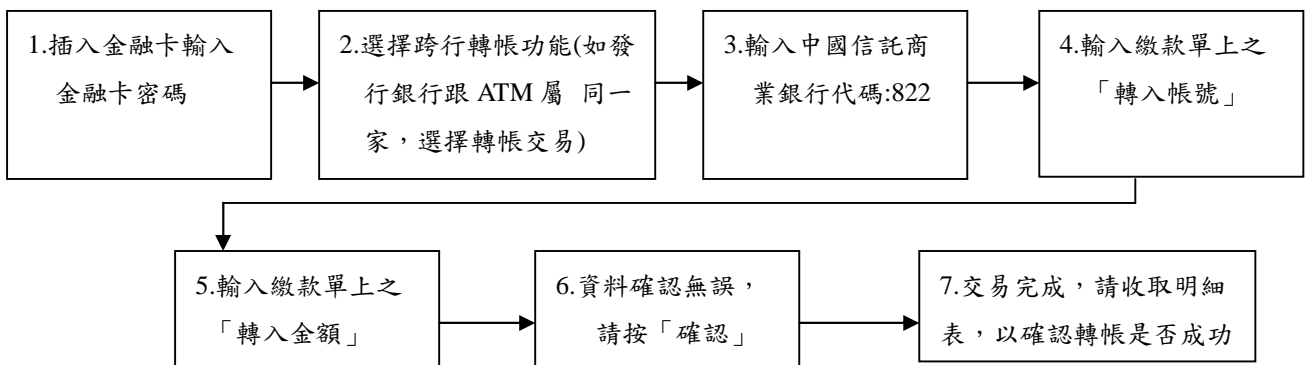 1.插入金融卡輸入
金融卡密碼
2.選擇跨行轉帳功能(如發
行銀行跟 ATM 屬 同一
家，選擇轉帳交易)
3.輸入中國信託商
業銀行代碼:822
4.輸入繳款單上之
「轉入帳號」
5.輸入繳款單上之
「轉入金額」
6.資料確認無誤，
請按「確認」
7.交易完成，請收取明細
表，以確認轉帳是否成功